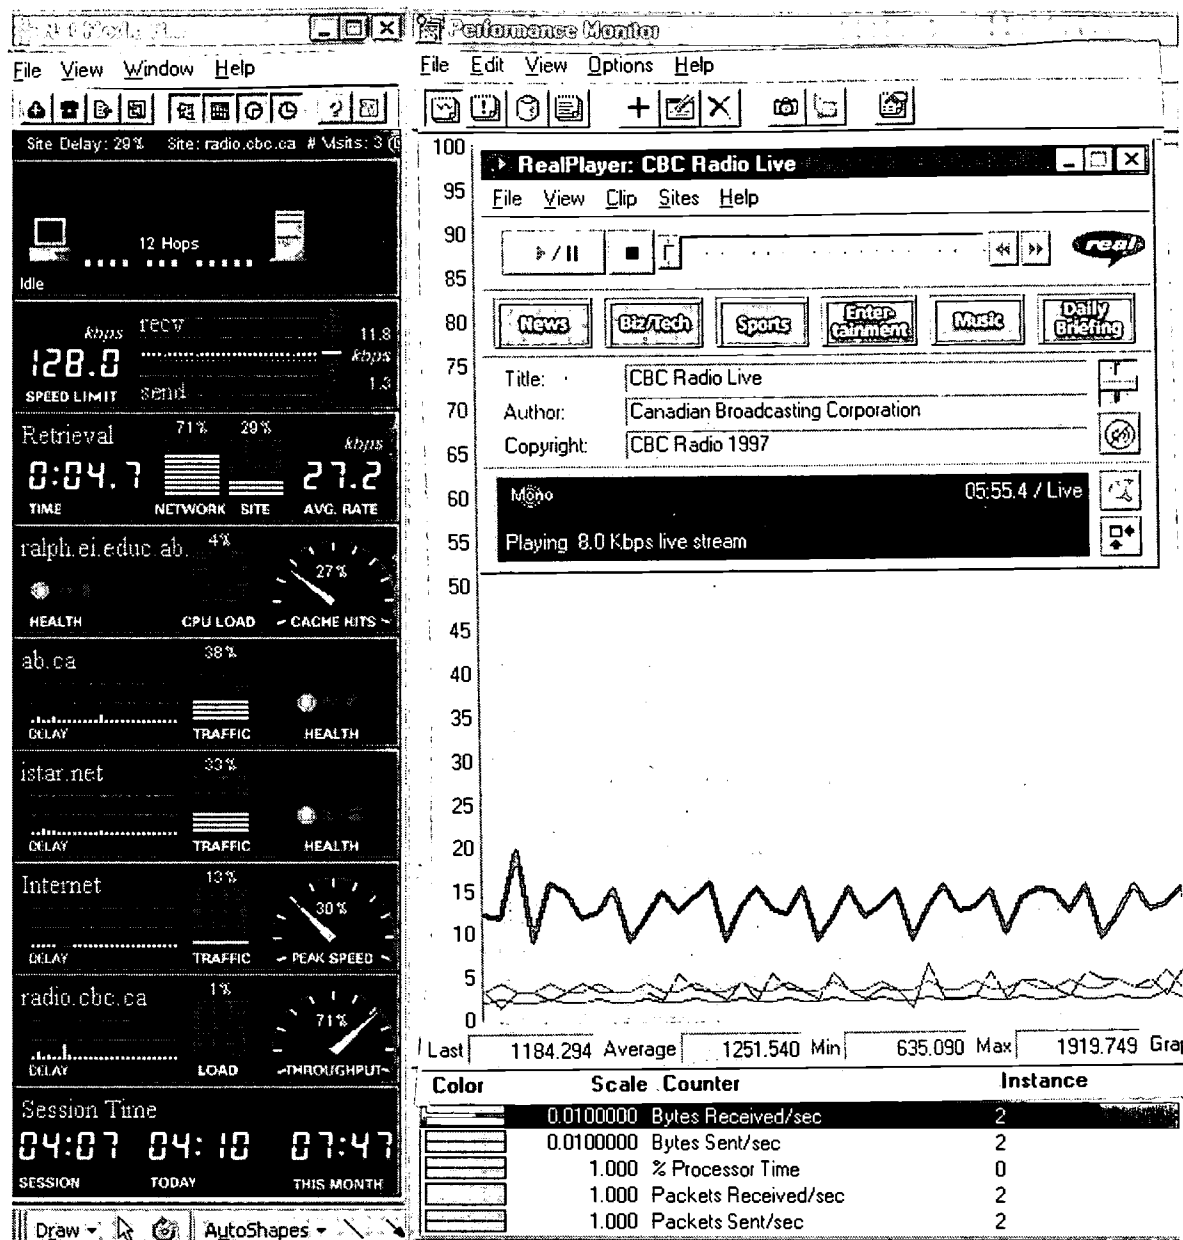 File View Window Help
Site Delay: 29% Site: radio.cbc.ca # Visits: 3
12 Hops
Idle
kbps
128.0
SPEED LIMIT
recv
send
11.8
kbps
1.3
Retrieval
71% 29%
kbps
0:04.7
27.2
TIME NETWORK SITE AVG. RATE
ralph.ei.educ.ab.
4%
27%
HEALTH CPU LOAD CACHE HITS
ab.ca
38%
DELAY TRAFFIC HEALTH
istar.net
33%
DELAY TRAFFIC HEALTH
Internet
13%
30%
DELAY TRAFFIC PEAK SPEED
radio.cbc.ca
1%
71%
DELAY LOAD THROUGHPUT
Session Time
04:07 04:10 07:47
SESSION TODAY THIS MONTH
Draw AutoShapes
Performance Monitor
File Edit View Options Help
100
95
90
85
80
75
70
65
60
55
50
45
40
35
30
25
20
15
10
5
0
RealPlayer: CBC Radio Live
File View Clip Sites Help
real
News Biz/Tech Sports Enter-tainment Music Daily Briefing
Title: CBC Radio Live
Author: Canadian Broadcasting Corporation
Copyright: CBC Radio 1997
Mono 05:55.4 / Live
Playing 8.0 Kbps live stream
Last 1184.294 Average 1251.540 Min 635.090 Max 1919.749 Grap
Color Scale Counter Instance
0.0100000 Bytes Received/sec 2
0.0100000 Bytes Sent/sec 2
1.000 % Processor Time 0
1.000 Packets Received/sec 2
1.000 Packets Sent/sec 2